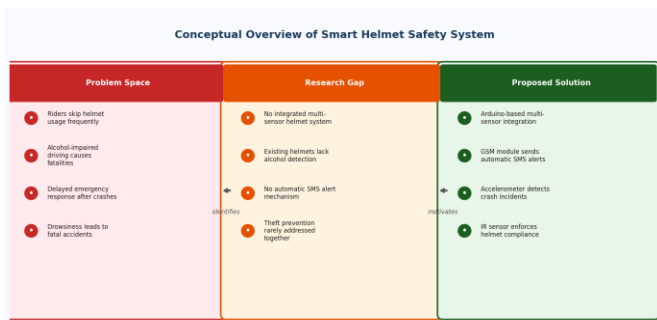 Conceptual Overview of Smart Helmet Safety System
Problem Space
Riders skip helmet
usage frequently
Alcohol-impaired
driving causes
fatalities
Delayed emergency
response after crashes
Drowsiness leads to
fatal accidents
identifies
Research Gap
No integrated multi-
sensor helmet system
Existing helmets lack
alcohol detection
No automatic SMS alert
mechanism
Theft prevention
rarely addressed
together
motivates
Proposed Solution
Arduino-based multi-
sensor integration
GSM module sends
automatic SMS alerts
Accelerometer detects
crash incidents
IR sensor enforces
helmet compliance